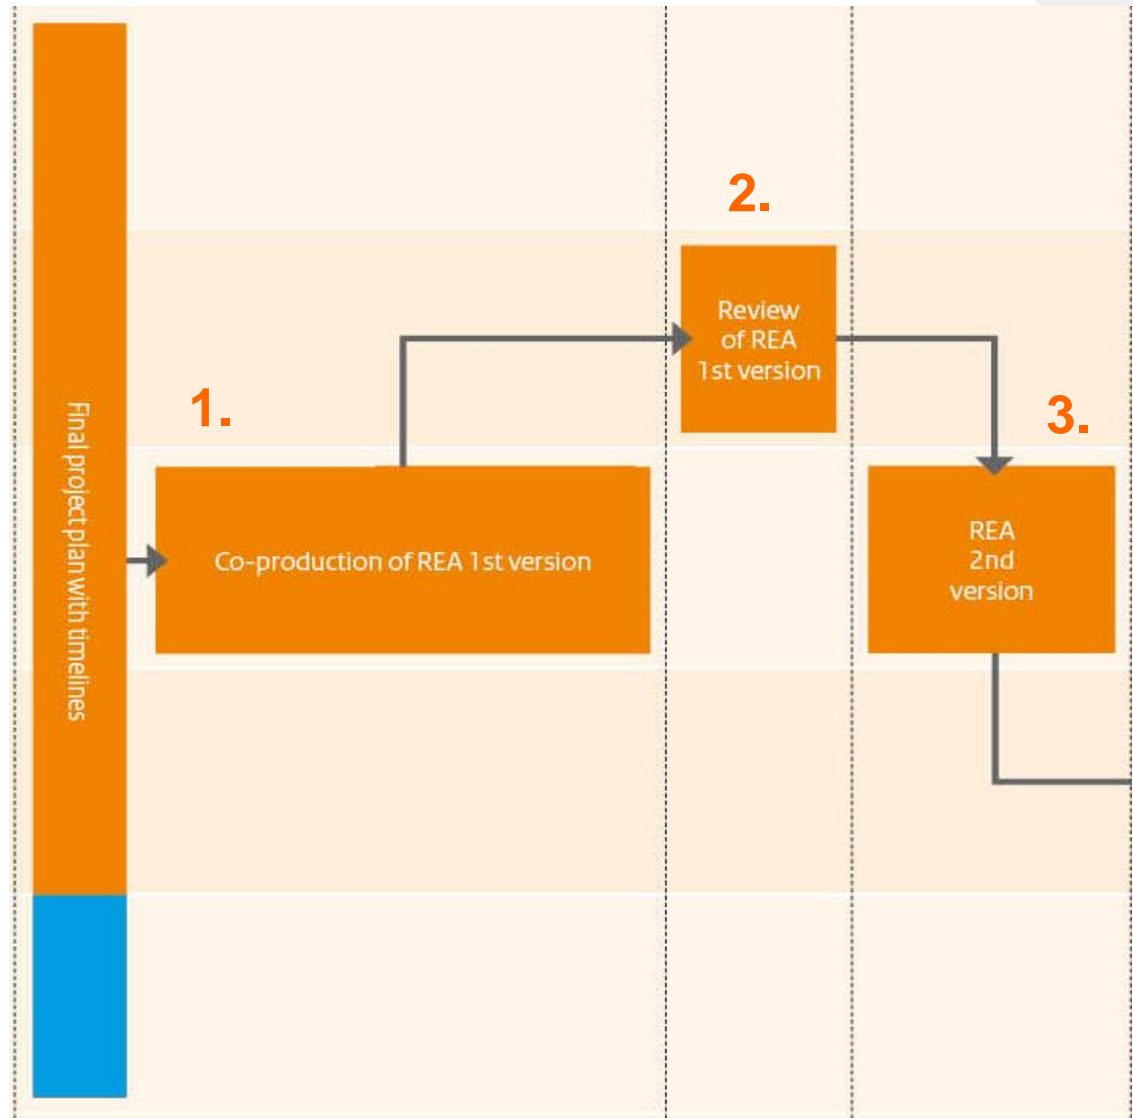 Final project plan with timelines
1.
Co-production of REA 1st version
2.
Review
of REA
1st version
3.
REA
2nd
version